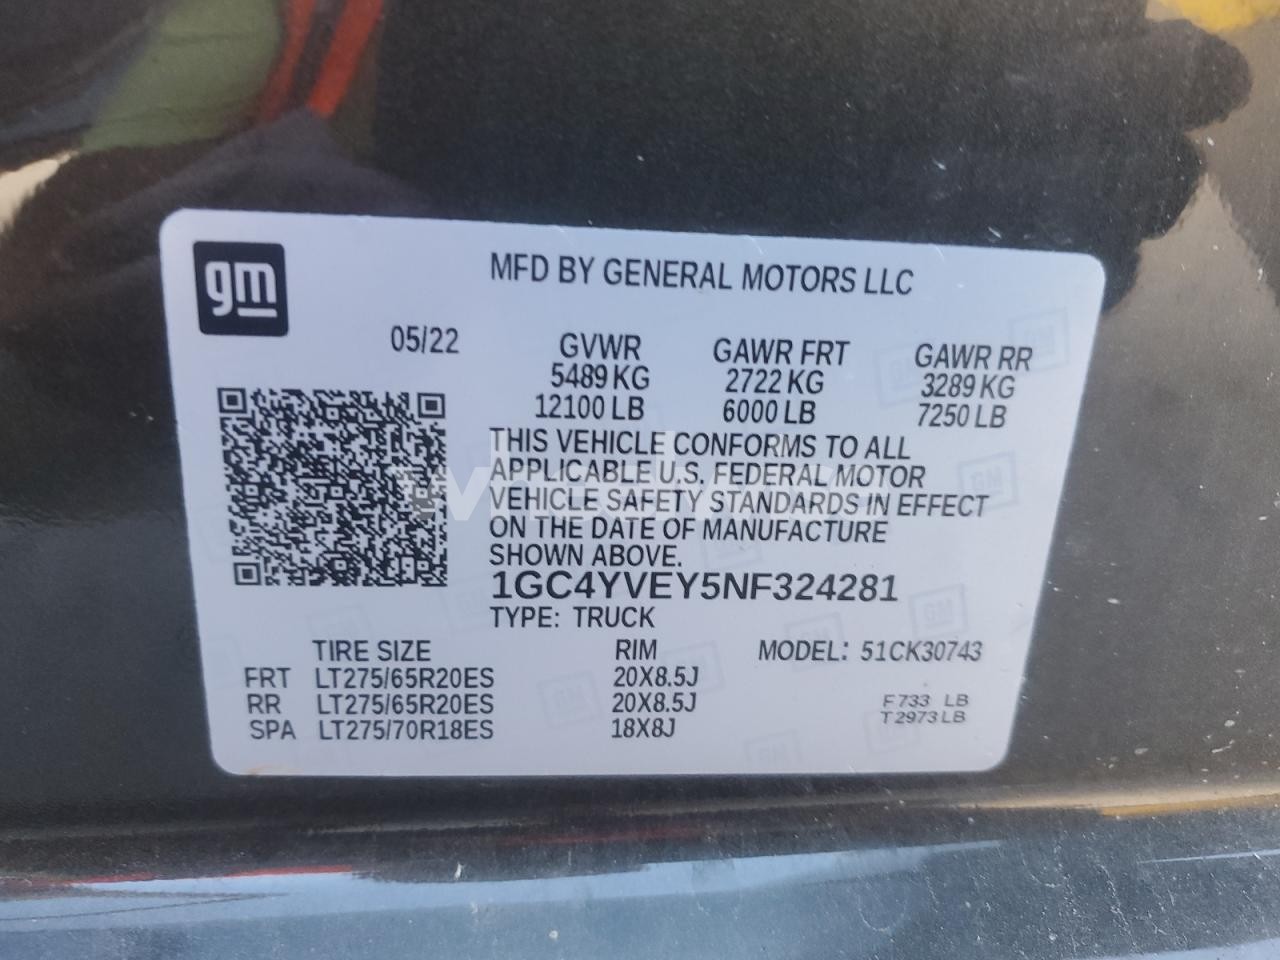 gm
MFD BY GENERAL MOTORS LLC
05/22 GVWR GAWR FRT GAWR RR
5489 KG 2722 KG 3289 KG
12100 LB 6000 LB 7250 LB
THIS VEHICLE CONFORMS TO ALL
APPLICABLE U.S. FEDERAL MOTOR
VEHICLE SAFETY STANDARDS IN EFFECT
ON THE DATE OF MANUFACTURE
SHOWN ABOVE.
1GC4YVEY5NF324281
TYPE: TRUCK
TIRE SIZE RIM MODEL: 51CK30743
FRT LT275/65R20ES 20X8.5J
RR LT275/65R20ES 20X8.5J F733 LB
SPA LT275/70R18ES 18X8J T2973LB